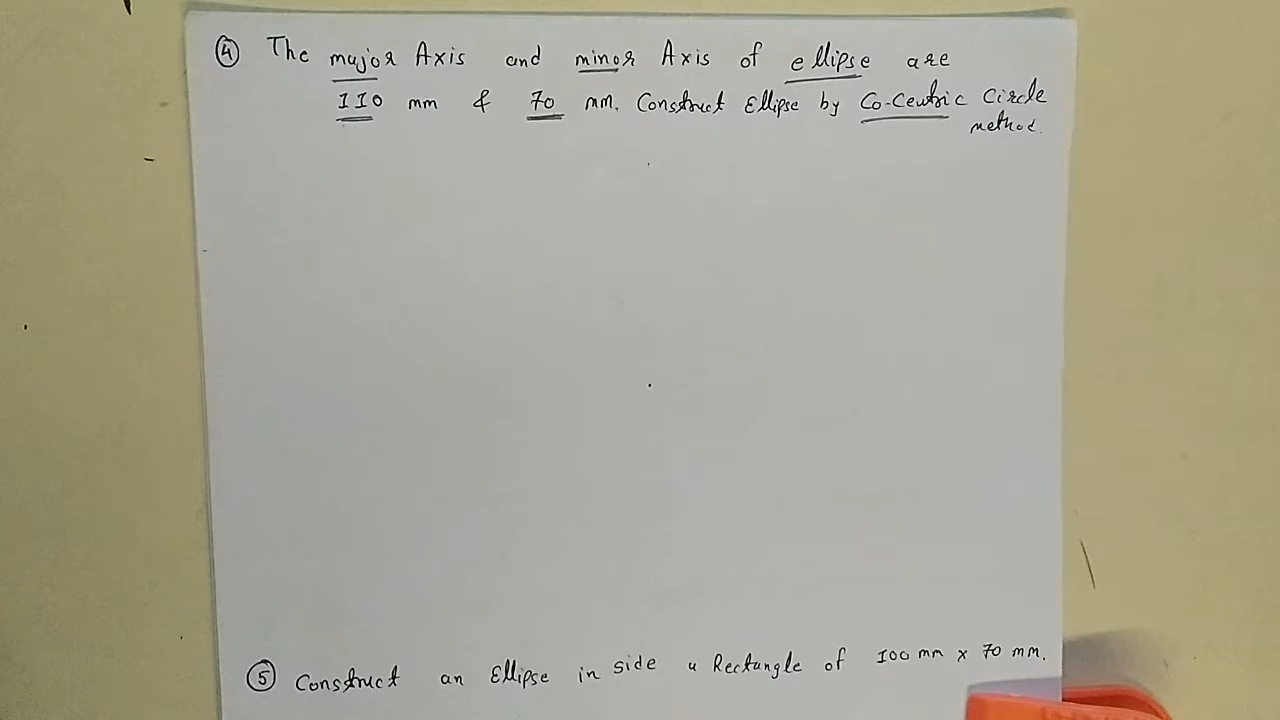 ④ The major Axis and minor Axis of ellipse are
110 mm & 70 mm. Construct Ellipse by Co-Centric Circle
method.
⑤ Construct an Ellipse in side a Rectangle of 100 mm x 70 mm.